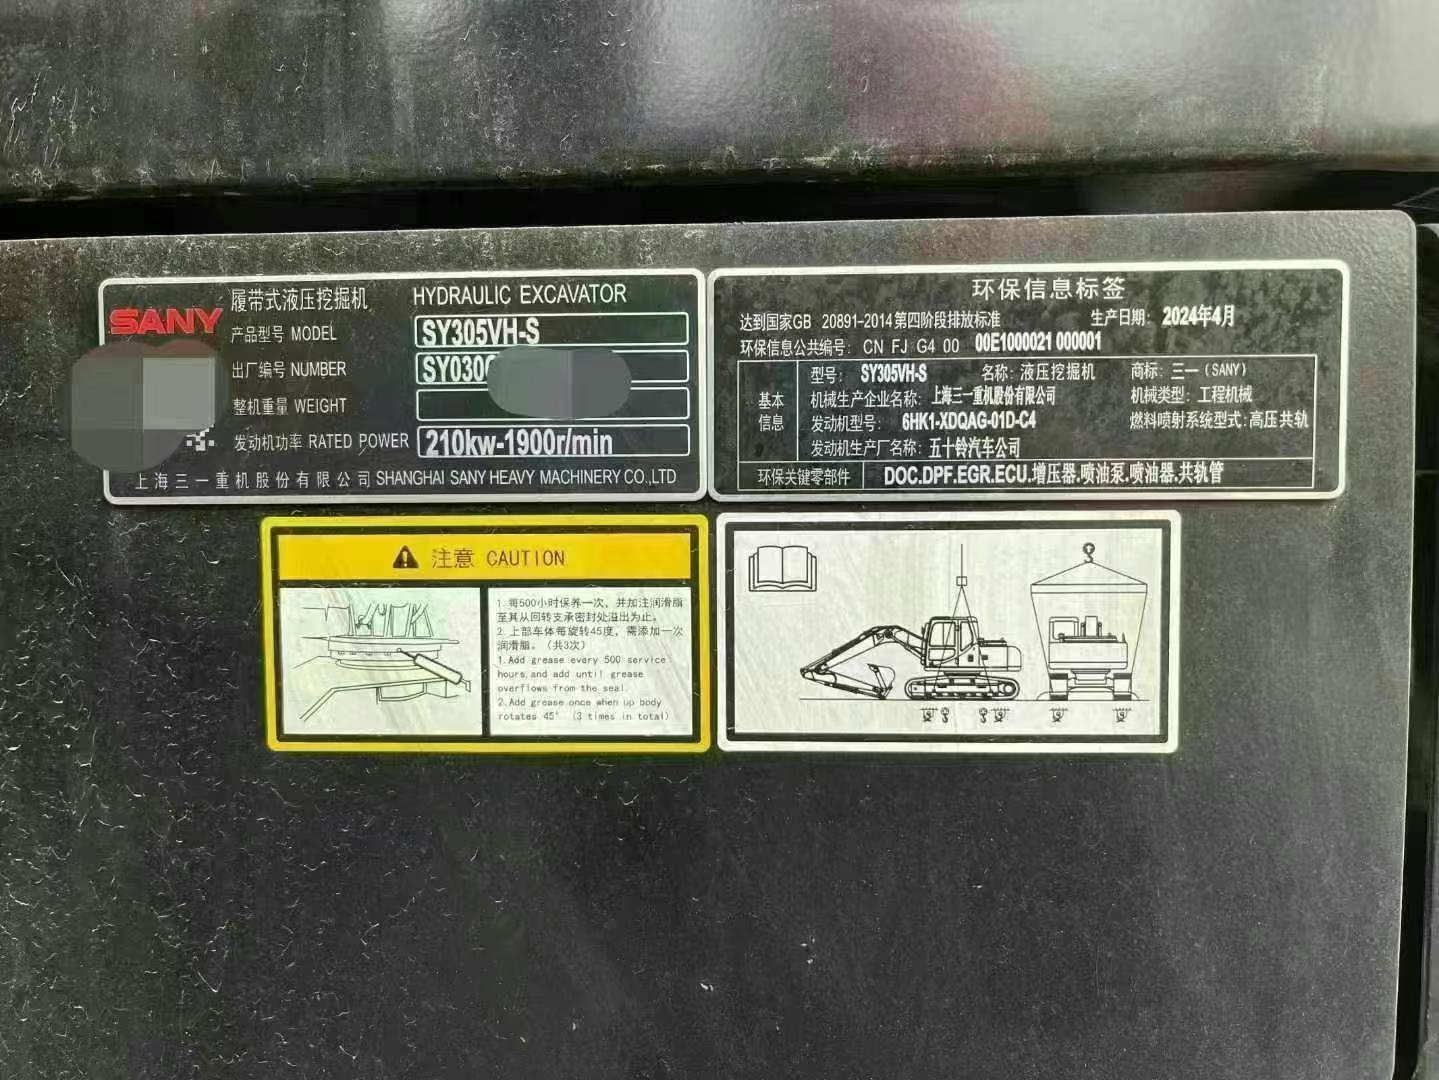 SANY
履带式液压挖掘机 HYDRAULIC EXCAVATOR
产品型号 MODEL SY305VH-S
出厂编号 NUMBER SY030
整机重量 WEIGHT
发动机功率 RATED POWER 210kw-1900r/min
上海三一重机股份有限公司 SHANGHAI SANY HEAVY MACHINERY CO.,LTD
环保信息标签
达到国家GB 20891-2014第四阶段排放标准 生产日期: 2024年4月
环保信息公共编号: CN FJ G4 00 00E1000021 000001
基本信息
型号: SY305VH-S 名称: 液压挖掘机 商标: 三一(SANY)
机械生产企业名称: 上海三一重机股份有限公司 机械类型: 工程机械
发动机型号: 6HK1-XDQAG-01D-C4 燃料喷射系统型式: 高压共轨
发动机生产厂名称: 五十铃汽车公司
环保关键零部件 DOC.DPF.EGR.ECU.增压器.喷油泵.喷油器.共轨管
注意 CAUTION
1.每500小时保养一次, 并加注润滑脂
至其从回转支承密封处溢出为止。
2.上部车体每旋转45度, 需添加一次
润滑脂。(共3次)
1.Add grease every 500 service
hours,and add until grease
overflows from the seal.
2.Add grease once when up body
rotates 45° (3 times in total)